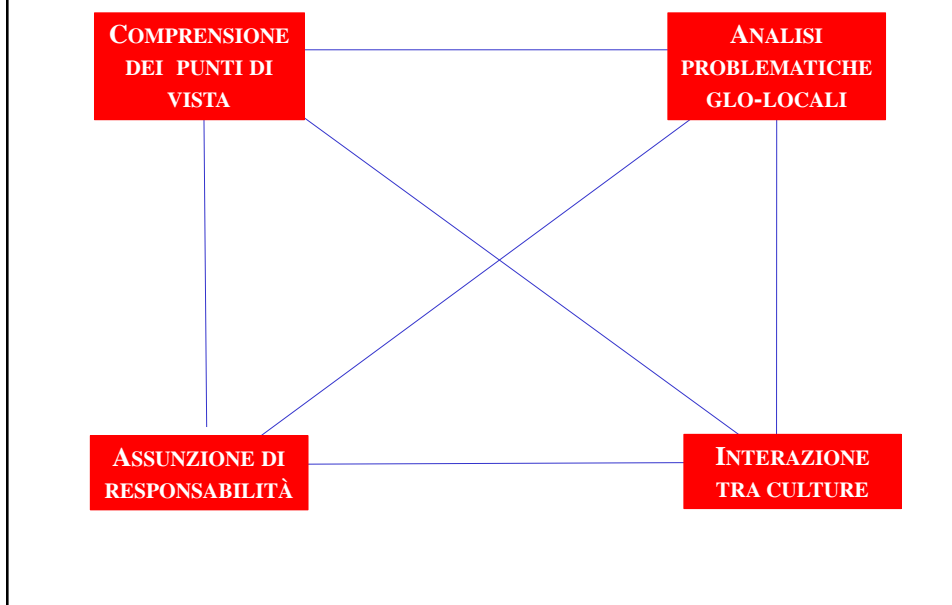 COMPRENSIONE
DEI PUNTI DI
VISTA
ANALISI
PROBLEMATICHE
GLO-LOCALI
ASSUNZIONE DI
RESPONSABILITÀ
INTERAZIONE
TRA CULTURE